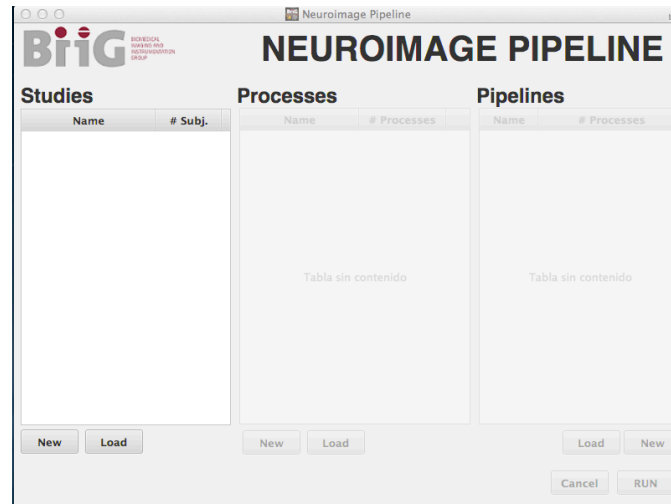 Neuroimage Pipeline
BiiG BIOMEDICAL IMAGING AND INSTRUMENTATION GROUP
NEUROIMAGE PIPELINE
Studies Processes Pipelines
Name # Subj. Name # Processes Name # Processes
Tabla sin contenido Tabla sin contenido
New Load New Load Load New
Cancel RUN